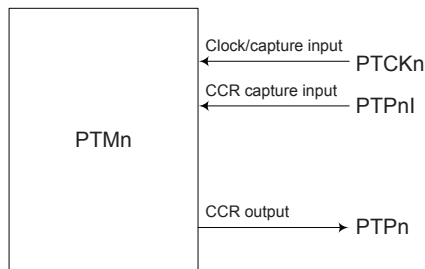 Clock/capture input
PTCKn
CCR capture input
PTPnI
PTMn
CCR output
PTPn